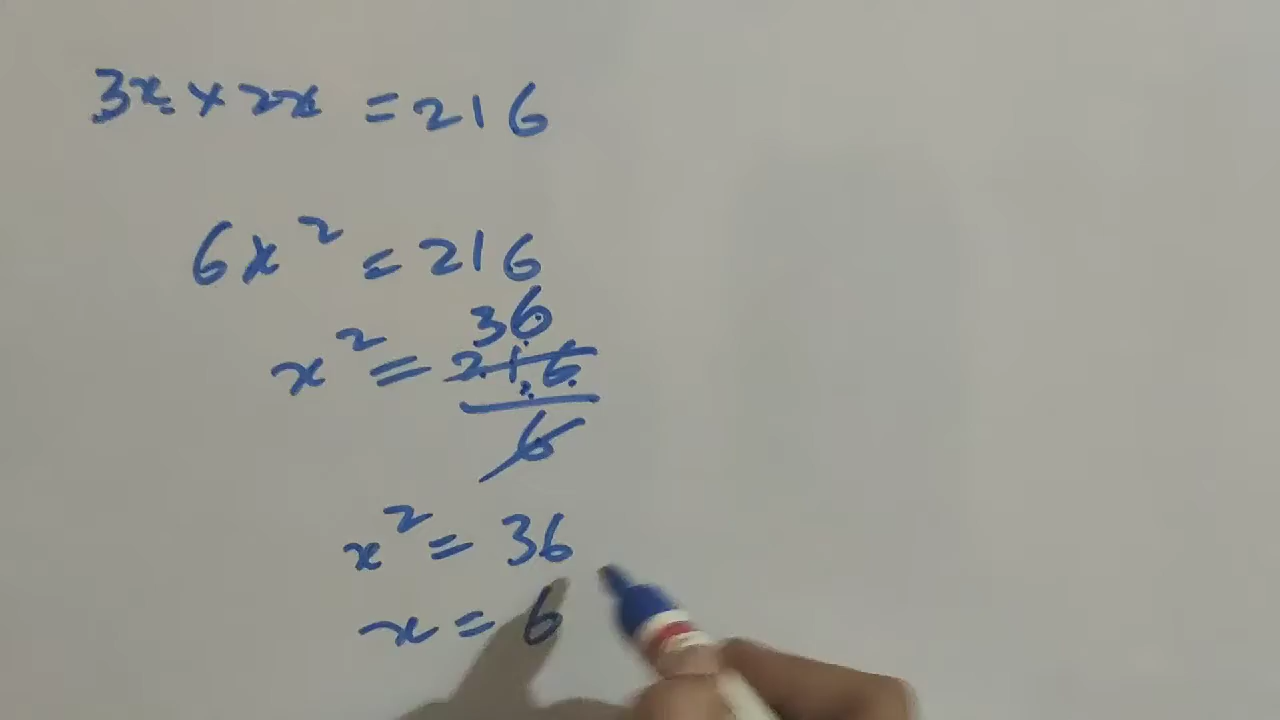 3x × 2x = 216
6x² = 216
36
x² = 216
6
x² = 36
x = 6